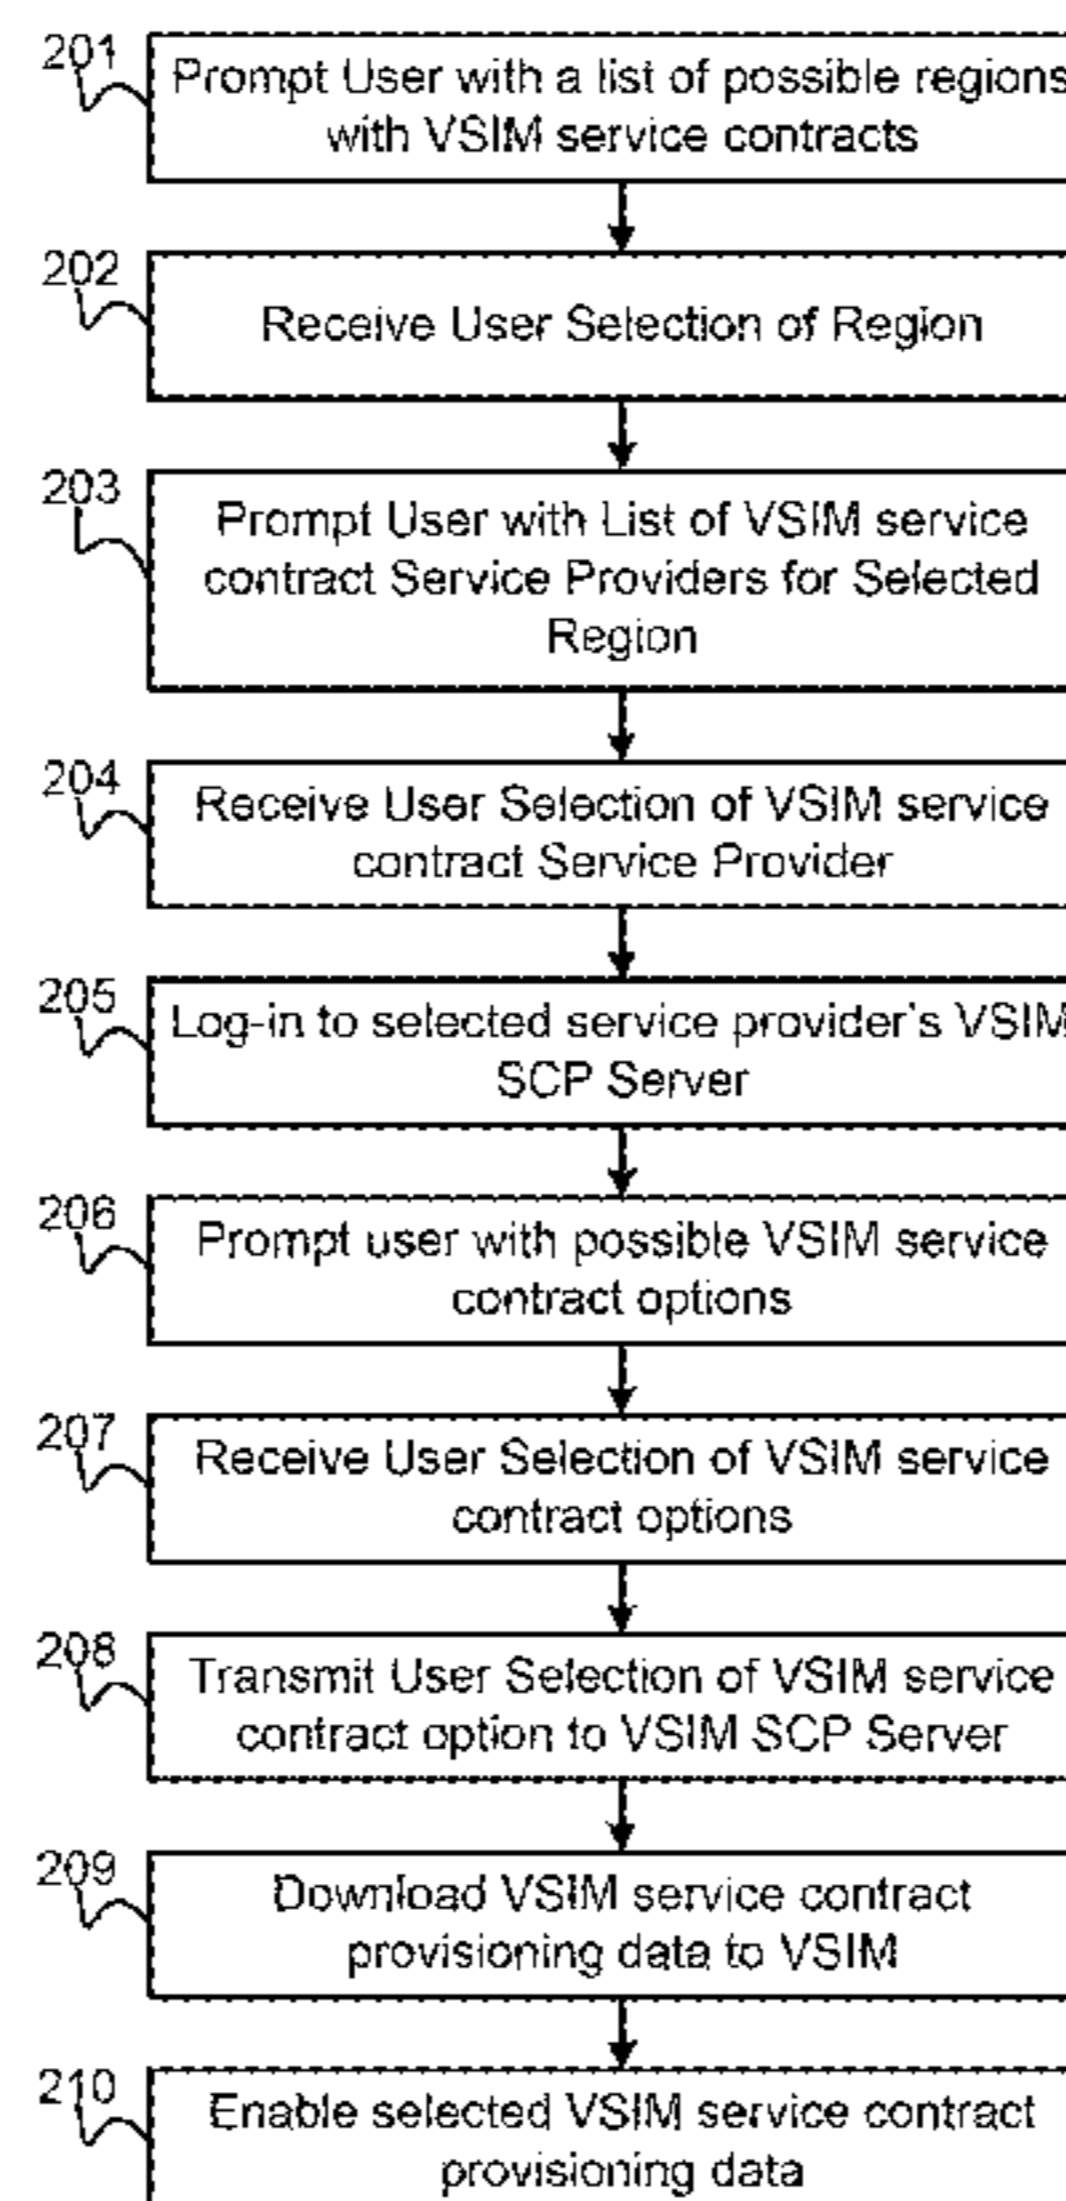 201
Prompt User with a list of possible regions
with VSIM service contracts
202
Receive User Selection of Region
203
Prompt User with List of VSIM service
contract Service Providers for Selected
Region
204
Receive User Selection of VSIM service
contract Service Provider
205
Log-in to selected service provider's VSIM
SCP Server
206
Prompt user with possible VSIM service
contract options
207
Receive User Selection of VSIM service
contract options
208
Transmit User Selection of VSIM service
contract option to VSIM SCP Server
209
Download VSIM service contract
provisioning data to VSIM
210
Enable selected VSIM service contract
provisioning data